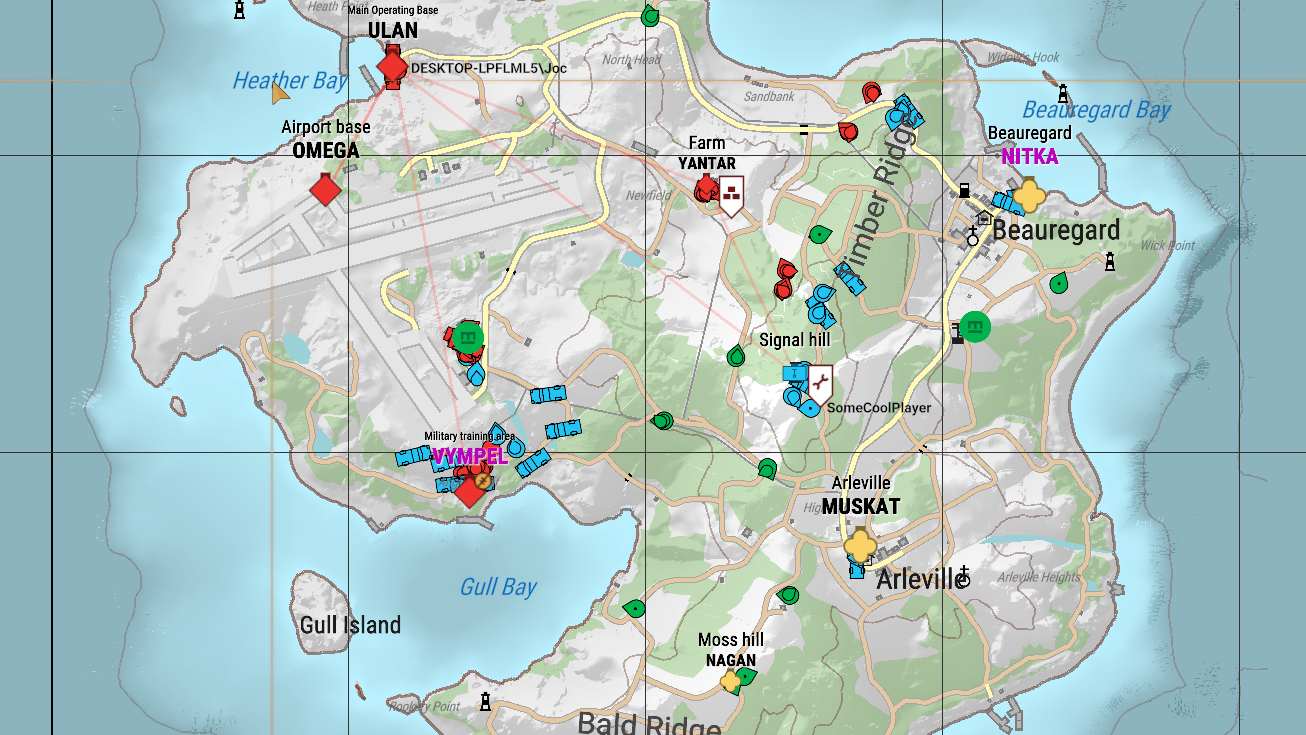 Heath Po
Main Operating Base
ULAN
DESKTOP-LPFLML5\Joc
North Head
Widow's Hook
Heather Bay
Sandbank
Beauregard Bay
Airport base
OMEGA
Farm
YANTAR
Beauregard
NITKA
Newfield
Timber Ridge
Beauregard
Wick Point
Signal hill
SomeCoolPlayer
Military training area
VYMPEL
Arleville
MUSKAT
Gull Bay
Arleville
Arleville Heights
Gull Island
Moss hill
NAGAN
Rookery Point
Bald Ridge